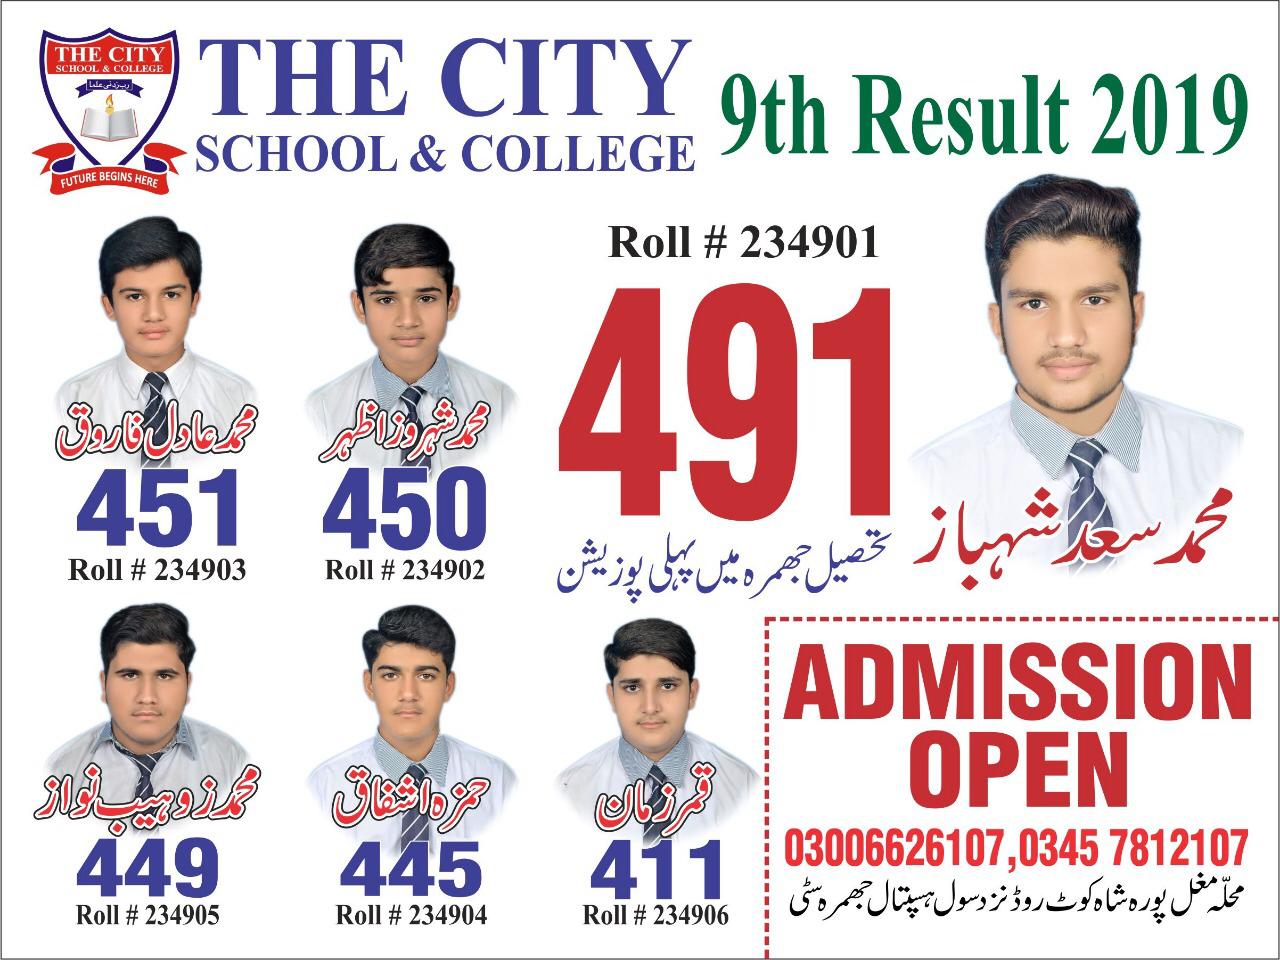 THE CITY
SCHOOL & COLLEGE
رب زدنی علما
FUTURE BEGINS HERE
THE CITY
SCHOOL & COLLEGE
9th Result 2019
Roll # 234901
491
تحصیل جھمرہ میں پہلی پوزیشن
محمد سعد شہباز
محمد عادل فاروق
451
Roll # 234903
محمد شہروز اظہر
450
Roll # 234902
محمد زوہیب نواز
449
Roll # 234905
حمزہ اشفاق
445
Roll # 234904
قمر زمان
411
Roll # 234906
ADMISSION
OPEN
03006626107,0345 7812107
محلّہ مغل پورہ شاہ کوٹ روڈ نزد سول ہسپتال جھمرہ سٹی